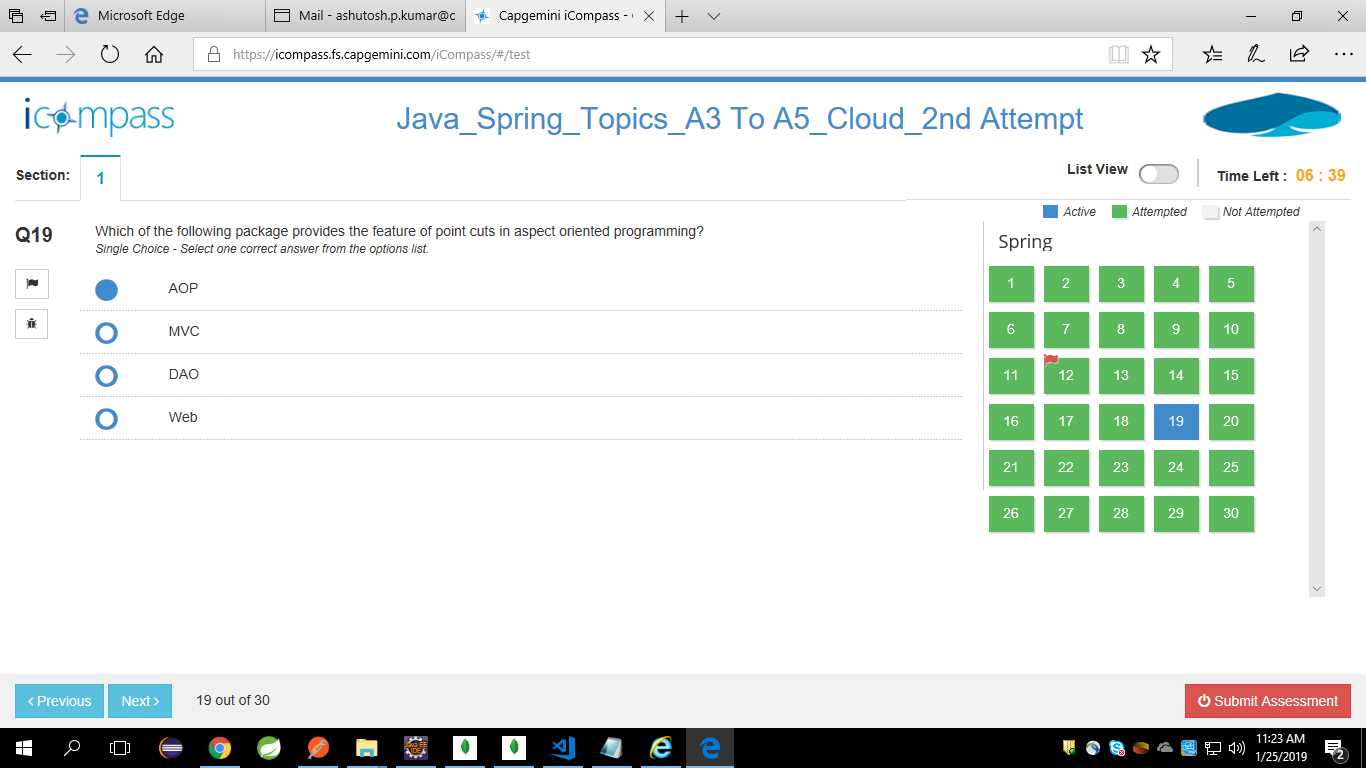 Microsoft Edge
Mail - ashutosh.p.kumar@c
Capgemini iCompass -
https://icompass.fs.capgemini.com/iCompass/#/test
icompass
Java_Spring_Topics_A3 To A5_Cloud_2nd Attempt
Section: 1
List View
Time Left : 06 : 39
Active Attempted Not Attempted
Q19
Which of the following package provides the feature of point cuts in aspect oriented programming?
Single Choice - Select one correct answer from the options list.
AOP
MVC
DAO
Web
Spring
1 2 3 4 5
6 7 8 9 10
11 12 13 14 15
16 17 18 19 20
21 22 23 24 25
26 27 28 29 30
< Previous Next > 19 out of 30
Submit Assessment
Java EE
IDE
11:23 AM
1/25/2019
2